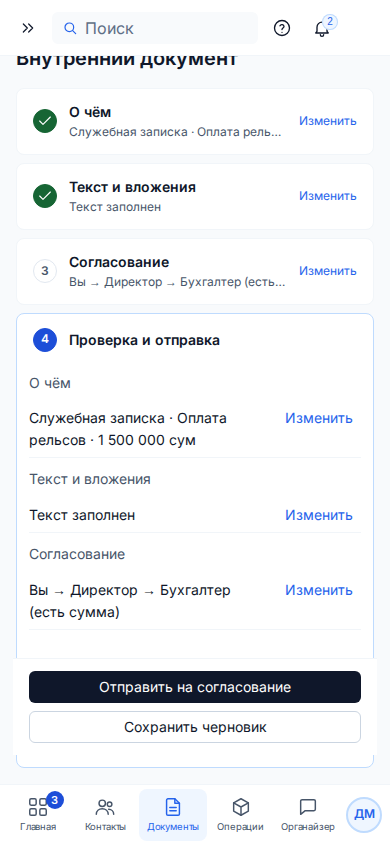 Поиск
2
Внутренний документ
О чём
Служебная записка · Оплата рель...
Изменить
Текст и вложения
Текст заполнен
Изменить
3
Согласование
Вы → Директор → Бухгалтер (есть...
Изменить
4
Проверка и отправка
О чём
Служебная записка · Оплата
рельсов · 1 500 000 сум
Изменить
Текст и вложения
Текст заполнен
Изменить
Согласование
Вы → Директор → Бухгалтер
(есть сумма)
Изменить
Отправить на согласование
Сохранить черновик
3
Главная
Контакты
Документы
Операции
Органайзер
ДМ